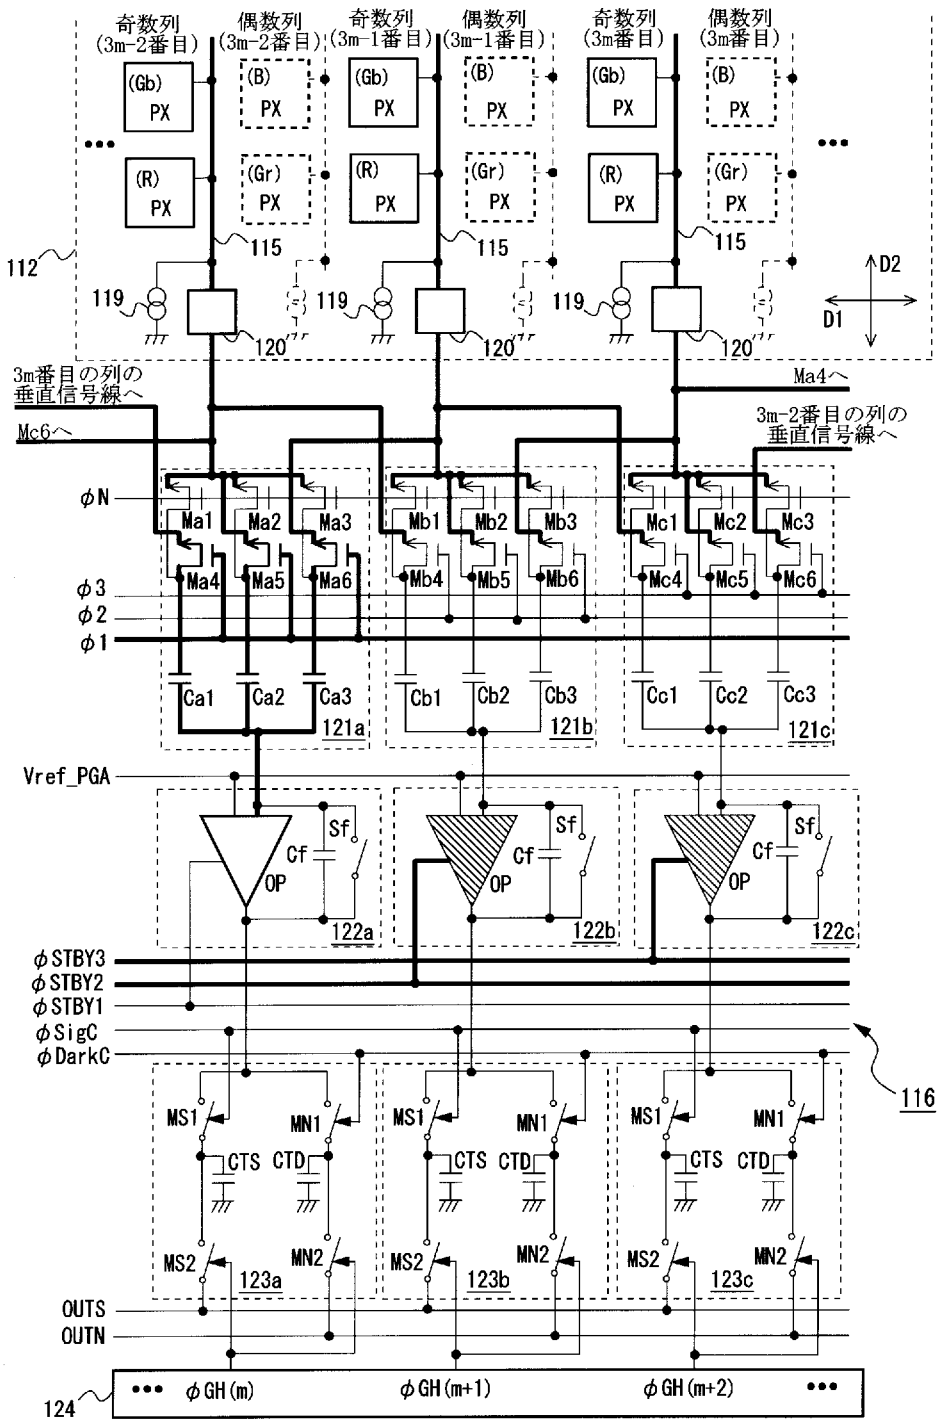 奇数列 偶数列 奇数列 偶数列 奇数列 偶数列
(3m-2番目) (3m-2番目) (3m-1番目) (3m-1番目) (3m番目) (3m番目)
(Gb) (B) (Gb) (B) (Gb) (B)
PX PX PX PX PX PX
••• •••
(R) (Gr) (R) (Gr) (R) (Gr)
PX PX PX PX PX PX
115 115 115
112 D2
119 119 119
D1
120 120 120
3m番目の列の
垂直信号線へ
Ma4へ
3m-2番目の列の
垂直信号線へ
Mc6へ
φN
Ma1 Ma2 Ma3 Mb1 Mb2 Mb3 Mc1 Mc2 Mc3
Ma4 Ma5 Ma6 Mb4 Mb5 Mb6 Mc4 Mc5 Mc6
φ3
φ2
φ1
Ca1 Ca2 Ca3 Cb1 Cb2 Cb3 Cc1 Cc2 Cc3
121a 121b 121c
Vref_PGA
Sf Sf Sf
Cf Cf Cf
OP OP OP
122a 122b 122c
φSTBY3
φSTBY2
φSTBY1
φSigC
φDarkC
116
MS1 MN1 MS1 MN1 MS1 MN1
CTS CTD CTS CTD CTS CTD
MS2 MN2 MS2 MN2 MS2 MN2
123a 123b 123c
OUTS
OUTN
••• φGH(m) φGH(m+1) φGH(m+2) •••
124